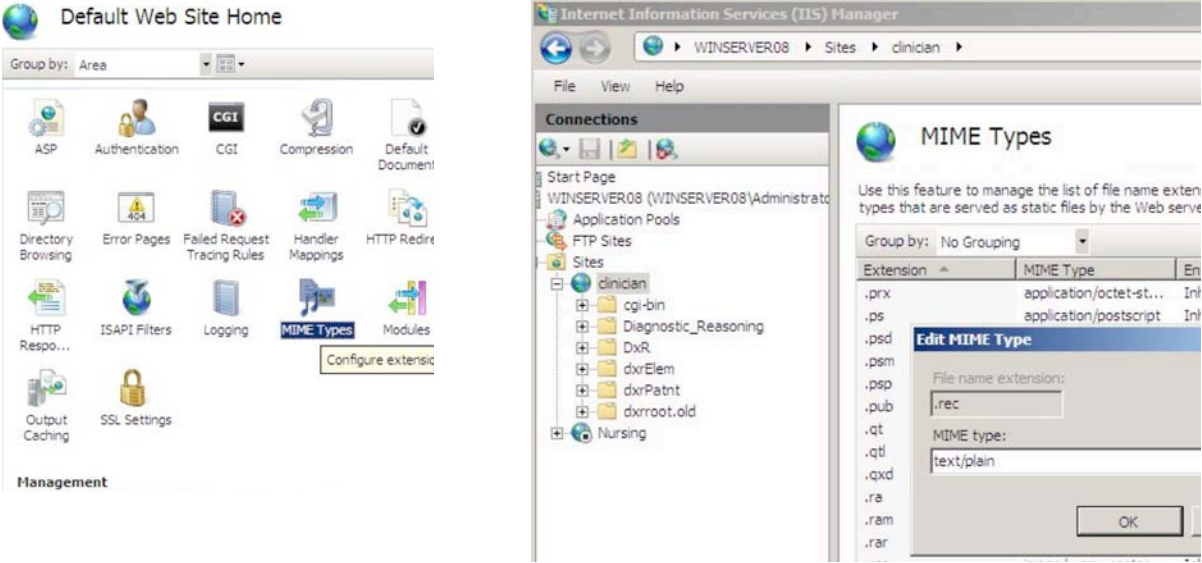 Default Web Site Home
Group by: Area
ASP
Authentication
CGI
CGI
Compression
Default
Document
Directory
Browsing
404
Error Pages
Failed Request
Tracing Rules
Handler
Mappings
HTTP Redire
HTTP
Respo...
ISAPI Filters
Logging
MIME Types
Modules
Configure extensio
Output
Caching
SSL Settings
Management
Internet Information Services (IIS) Manager
WINSERVER08 Sites clinician
File View Help
Connections
Start Page
WINSERVER08 (WINSERVER08\Administrato
Application Pools
FTP Sites
Sites
clinician
cgi-bin
Diagnostic_Reasoning
DxR
dxrElem
dxrPatnt
dxrroot.old
Nursing
MIME Types
Use this feature to manage the list of file name extens
types that are served as static files by the Web serve
Group by: No Grouping
Extension MIME Type En
.prx application/octet-st... Inh
.ps application/postscript Inh
.psd
.psm
.psp
.pub
.qt
.qtl
.qxd
.ra
.ram
.rar
Edit MIME Type
File name extension:
.rec
MIME type:
text/plain
OK